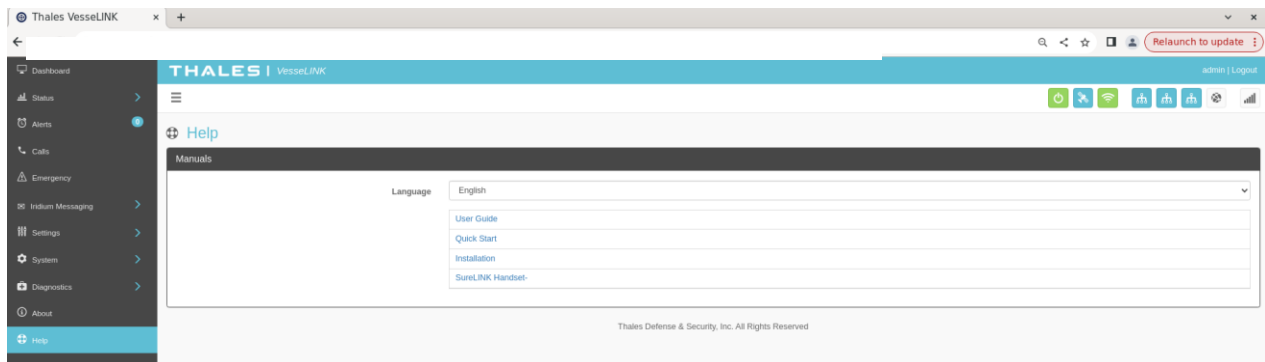 Thales VesseLINK
Relaunch to update
Dashboard
THALES | VesseLINK
admin | Logout
Status
Alerts
0
Help
Calls
Manuals
Emergency
Language
English
Iridium Messaging
User Guide
Settings
Quick Start
System
Installation
SureLINK Handset-
Diagnostics
About
Thales Defense & Security, Inc. All Rights Reserved
Help